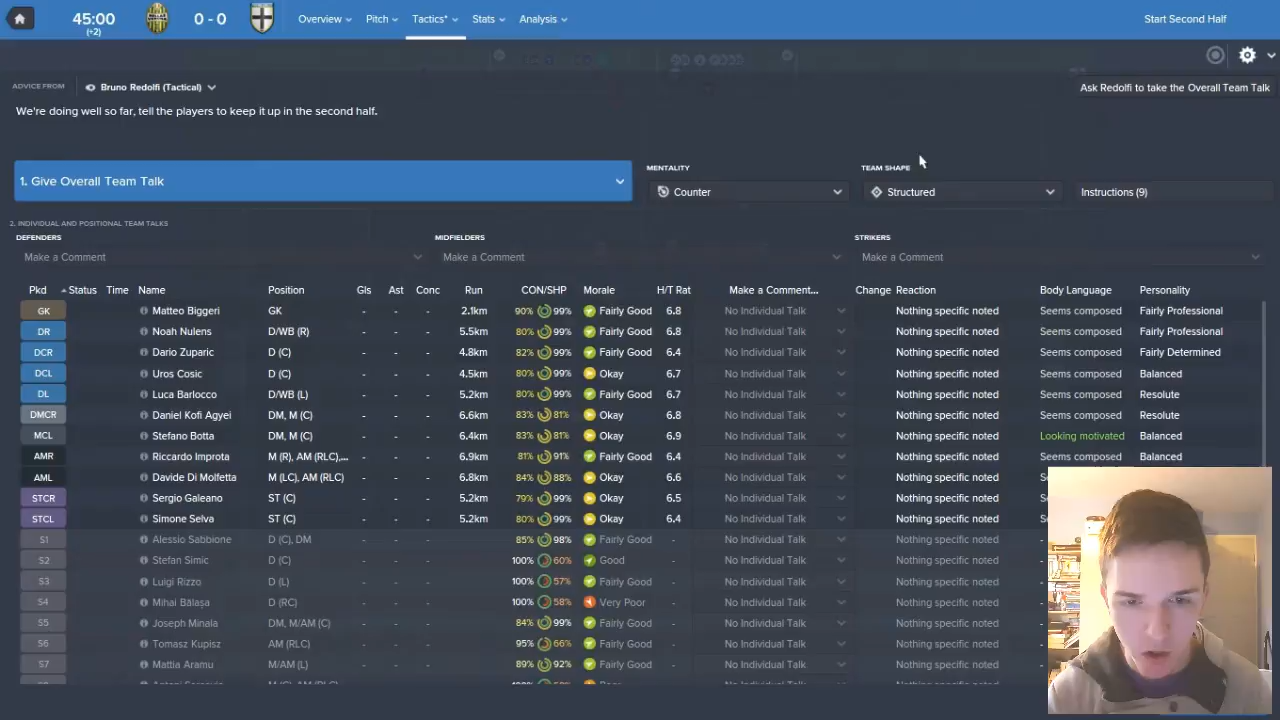 45:00
(+2)
0 - 0
Overview
Pitch
Tactics*
Stats
Analysis
Start Second Half
ADVICE FROM
Bruno Redolfi (Tactical)
Ask Redolfi to take the Overall Team Talk
We're doing well so far, tell the players to keep it up in the second half.
1. Give Overall Team Talk
MENTALITY
Counter
TEAM SHAPE
Structured
Instructions (9)
2. INDIVIDUAL AND POSITIONAL TEAM TALKS
DEFENDERS
Make a Comment
MIDFIELDERS
Make a Comment
STRIKERS
Make a Comment
Pkd Status Time Name Position Gls Ast Conc Run CON/SHP Morale H/T Rat Make a Comment... Change Reaction Body Language Personality
GK Matteo Biggeri GK - - - 2.1km 90% 99% Fairly Good 6.8 No Individual Talk Nothing specific noted Seems composed Fairly Professional
DR Noah Nulens D/WB (R) - - - 5.5km 80% 99% Fairly Good 6.8 No Individual Talk Nothing specific noted Seems composed Fairly Professional
DCR Dario Zuparic D (C) - - - 4.8km 82% 99% Fairly Good 6.4 No Individual Talk Nothing specific noted Seems composed Fairly Determined
DCL Uros Cosic D (C) - - - 4.5km 80% 99% Okay 6.7 No Individual Talk Nothing specific noted Seems composed Balanced
DL Luca Barlocco D/WB (L) - - - 5.2km 80% 99% Fairly Good 6.7 No Individual Talk Nothing specific noted Seems composed Resolute
DMCR Daniel Kofi Agyei DM, M (C) - - - 6.6km 83% 81% Okay 6.8 No Individual Talk Nothing specific noted Seems composed Resolute
MCL Stefano Botta DM, M (C) - - - 6.4km 83% 81% Okay 6.9 No Individual Talk Nothing specific noted Looking motivated Balanced
AMR Riccardo Improta M (R), AM (RLC),... - - - 6.9km 81% 91% Fairly Good 6.4 No Individual Talk Nothing specific noted Seems composed Balanced
AML Davide Di Molfetta M (LC), AM (RLC) - - - 6.8km 84% 88% Okay 6.6 No Individual Talk Nothing specific noted
STCR Sergio Galeano ST (C) - - - 5.2km 79% 99% Okay 6.5 No Individual Talk Nothing specific noted
STCL Simone Selva ST (C) - - - 5.2km 80% 99% Okay 6.4 No Individual Talk Nothing specific noted
S1 Alessio Sabbione D (C), DM - - - 85% 98% Fairly Good - No Individual Talk Nothing specific noted -
S2 Stefan Simic D (C) - - - 100% 60% Good - No Individual Talk Nothing specific noted -
S3 Luigi Rizzo D (L) - - - 100% 57% Fairly Good - No Individual Talk Nothing specific noted -
S4 Mihai Bălașa D (RC) - - - 100% 58% Very Poor - No Individual Talk Nothing specific noted -
S5 Joseph Minala DM, M/AM (C) - - - 84% 99% Fairly Good - No Individual Talk Nothing specific noted -
S6 Tomasz Kupisz AM (RLC) - - - 95% 66% Fairly Good - No Individual Talk Nothing specific noted -
S7 Mattia Aramu M/AM (L) - - - 89% 92% Fairly Good - No Individual Talk Nothing specific noted -